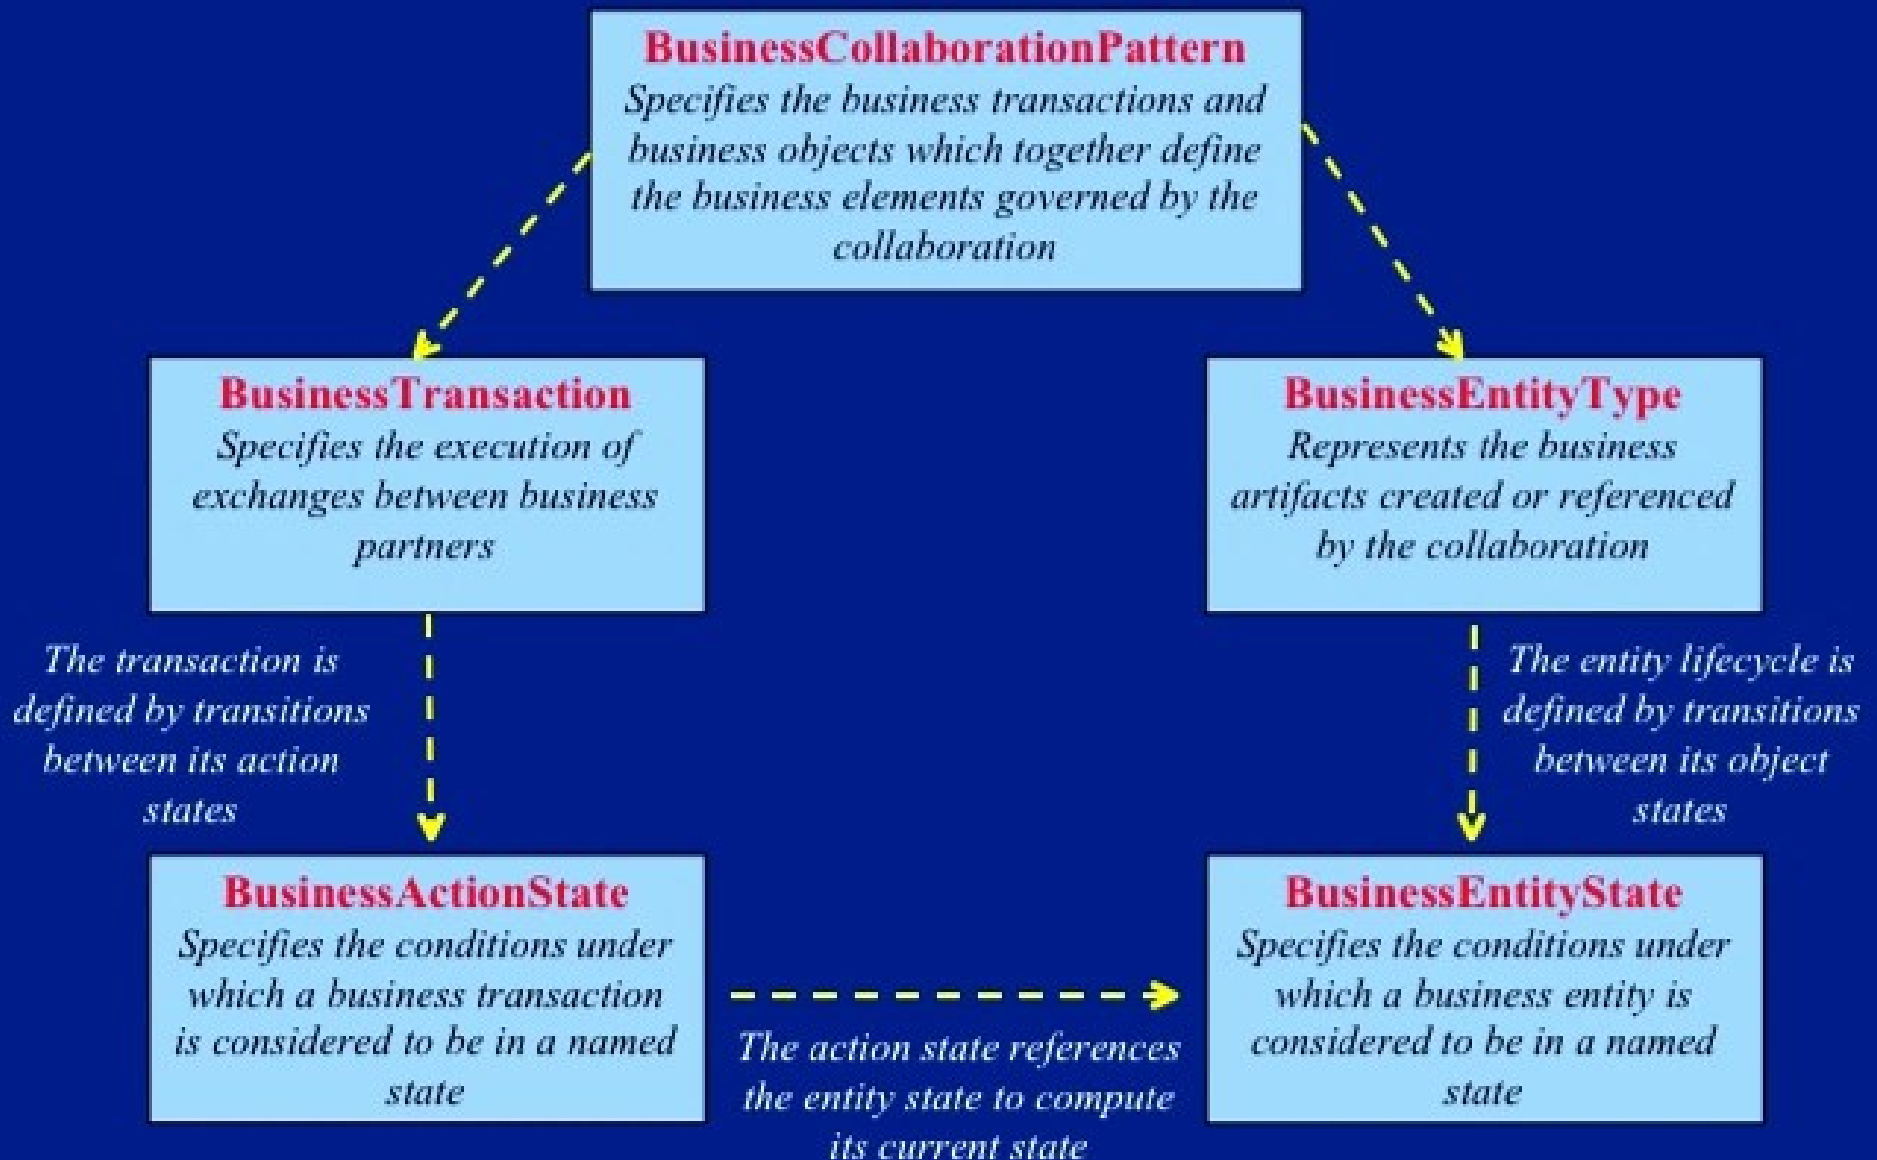 BusinessCollaborationPattern
Specifies the business transactions and
business objects which together define
the business elements governed by the
collaboration
BusinessTransaction
Specifies the execution of
exchanges between business
partners
BusinessEntityType
Represents the business
artifacts created or referenced
by the collaboration
The transaction is
defined by transitions
between its action
states
The entity lifecycle is
defined by transitions
between its object
states
BusinessActionState
Specifies the conditions under
which a business transaction
is considered to be in a named
state
The action state references
the entity state to compute
its current state
BusinessEntityState
Specifies the conditions under
which a business entity is
considered to be in a named
state